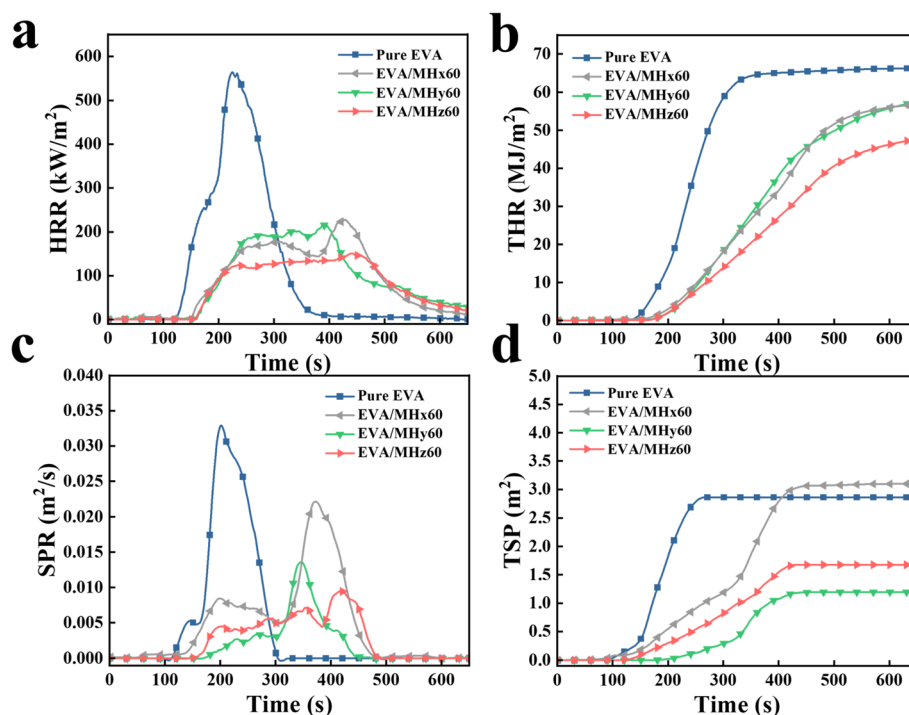 a
600
500
400
300
200
100
0
HRR (kW/m²)
0 100 200 300 400 500 600
Time (s)
Pure EVA
EVA/MHx60
EVA/MHy60
EVA/MHz60
b
70
60
50
40
30
20
10
0
THR (MJ/m²)
0 100 200 300 400 500 600
Time (s)
Pure EVA
EVA/MHx60
EVA/MHy60
EVA/MHz60
c
0.040
0.035
0.030
0.025
0.020
0.015
0.010
0.005
0.000
SPR (m²/s)
0 100 200 300 400 500 600
Time (s)
Pure EVA
EVA/MHx60
EVA/MHy60
EVA/MHz60
d
5.0
4.5
4.0
3.5
3.0
2.5
2.0
1.5
1.0
0.5
0.0
TSP (m²)
0 100 200 300 400 500 600
Time (s)
Pure EVA
EVA/MHx60
EVA/MHy60
EVA/MHz60